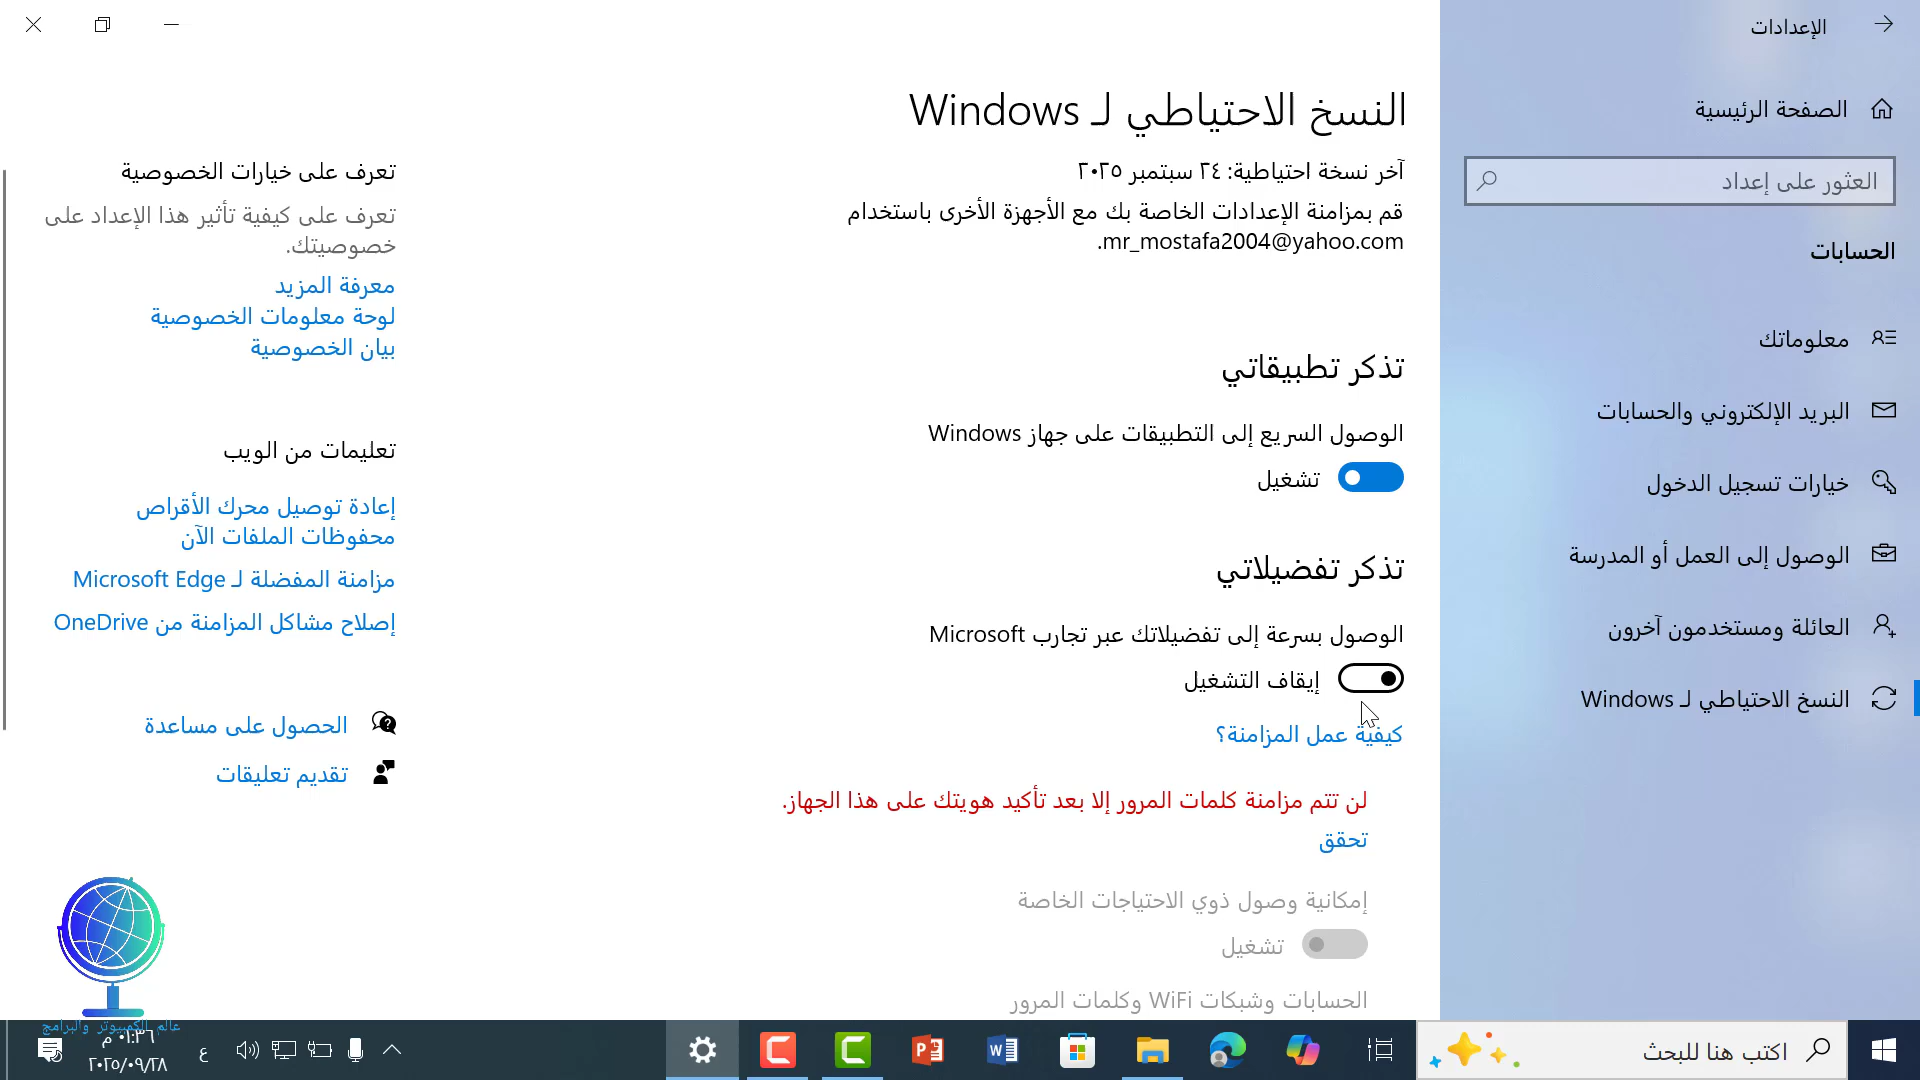 الإعدادات
الصفحة الرئيسية
العثور على إعداد
الحسابات
معلوماتك
البريد الإلكتروني والحسابات
خيارات تسجيل الدخول
الوصول إلى العمل أو المدرسة
العائلة ومستخدمون آخرون
النسخ الاحتياطي لـ Windows
النسخ الاحتياطي لـ Windows
آخر نسخة احتياطية: ٢٤ سبتمبر ٢٠٢٥
قم بمزامنة الإعدادات الخاصة بك مع الأجهزة الأخرى باستخدام
mr_mostafa2004@yahoo.com.
تذكر تطبيقاتي
الوصول السريع إلى التطبيقات على جهاز Windows
تشغيل
تذكر تفضيلاتي
الوصول بسرعة إلى تفضيلاتك عبر تجارب Microsoft
إيقاف التشغيل
كيفية عمل المزامنة؟
لن تتم مزامنة كلمات المرور إلا بعد تأكيد هويتك على هذا الجهاز.
تحقق
إمكانية وصول ذوي الاحتياجات الخاصة
تشغيل
الحسابات وشبكات WiFi وكلمات المرور
تعرف على خيارات الخصوصية
تعرف على كيفية تأثير هذا الإعداد على
خصوصيتك.
معرفة المزيد
لوحة معلومات الخصوصية
بيان الخصوصية
تعليمات من الويب
إعادة توصيل محرك الأقراص
محفوظات الملفات الآن
مزامنة المفضلة لـ Microsoft Edge
إصلاح مشاكل المزامنة من OneDrive
الحصول على مساعدة
تقديم تعليقات
عالم الكمبيوتر والبرامج
اكتب هنا للبحث
ع
٠١:٣٦ م
٢٠٢٥/٠٩/٢٨